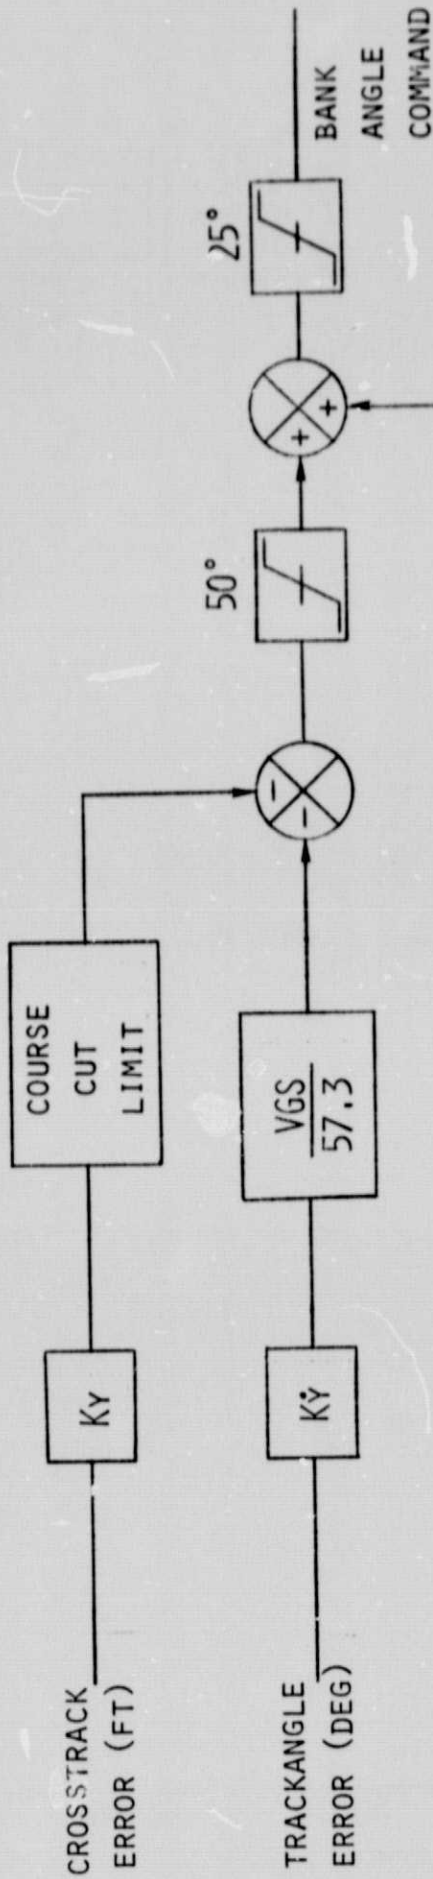 CROSSTRACK
ERROR (FT)
KY
COURSE
CUT
LIMIT
TRACKANGLE
ERROR (DEG)
KẎ
VGS
57.3
-
-
50°
+
+
25°
BANK
ANGLE
COMMAND